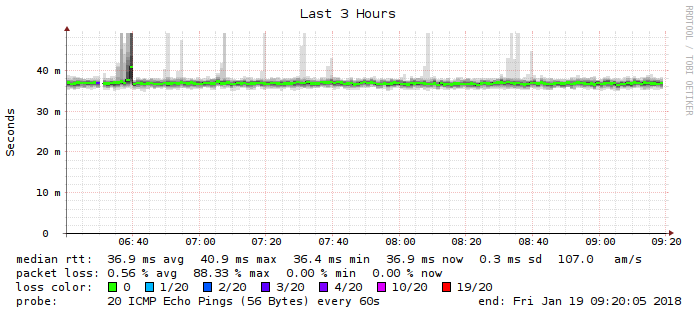 Last 3 Hours
RRDTOOL / TOBI OETIKER
Seconds
40 m
30 m
20 m
10 m
0
06:40 07:00 07:20 07:40 08:00 08:20 08:40 09:00 09:20
median rtt: 36.9 ms avg 40.9 ms max 36.4 ms min 36.9 ms now 0.3 ms sd 107.0 am/s
packet loss: 0.56 % avg 88.33 % max 0.00 % min 0.00 % now
loss color: 0 1/20 2/20 3/20 4/20 10/20 19/20
probe: 20 ICMP Echo Pings (56 Bytes) every 60s end: Fri Jan 19 09:20:05 2018